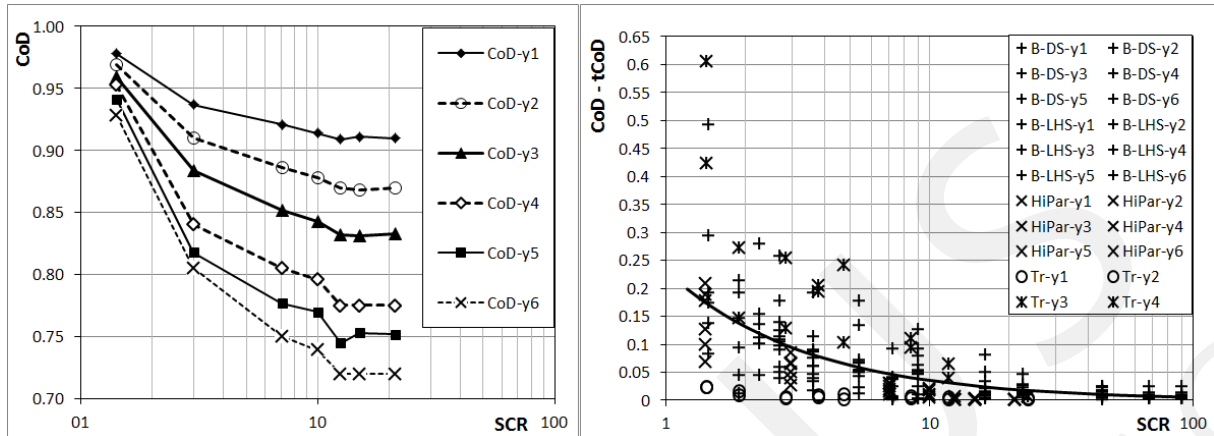 CoD
1.00
0.95
0.90
0.85
0.80
0.75
0.70
01
10
SCR
100
CoD-y1
CoD-y2
CoD-y3
CoD-y4
CoD-y5
CoD-y6
CoD - tCoD
0.65
0.6
0.55
0.5
0.45
0.4
0.35
0.3
0.25
0.2
0.15
0.1
0.05
0
1
10
SCR
100
B-DS-y1 B-DS-y2
B-DS-y3 B-DS-y4
B-DS-y5 B-DS-y6
B-LHS-y1 B-LHS-y2
B-LHS-y3 B-LHS-y4
B-LHS-y5 B-LHS-y6
HiPar-y1 HiPar-y2
HiPar-y3 HiPar-y4
HiPar-y5 HiPar-y6
Tr-y1 Tr-y2
Tr-y3 Tr-y4